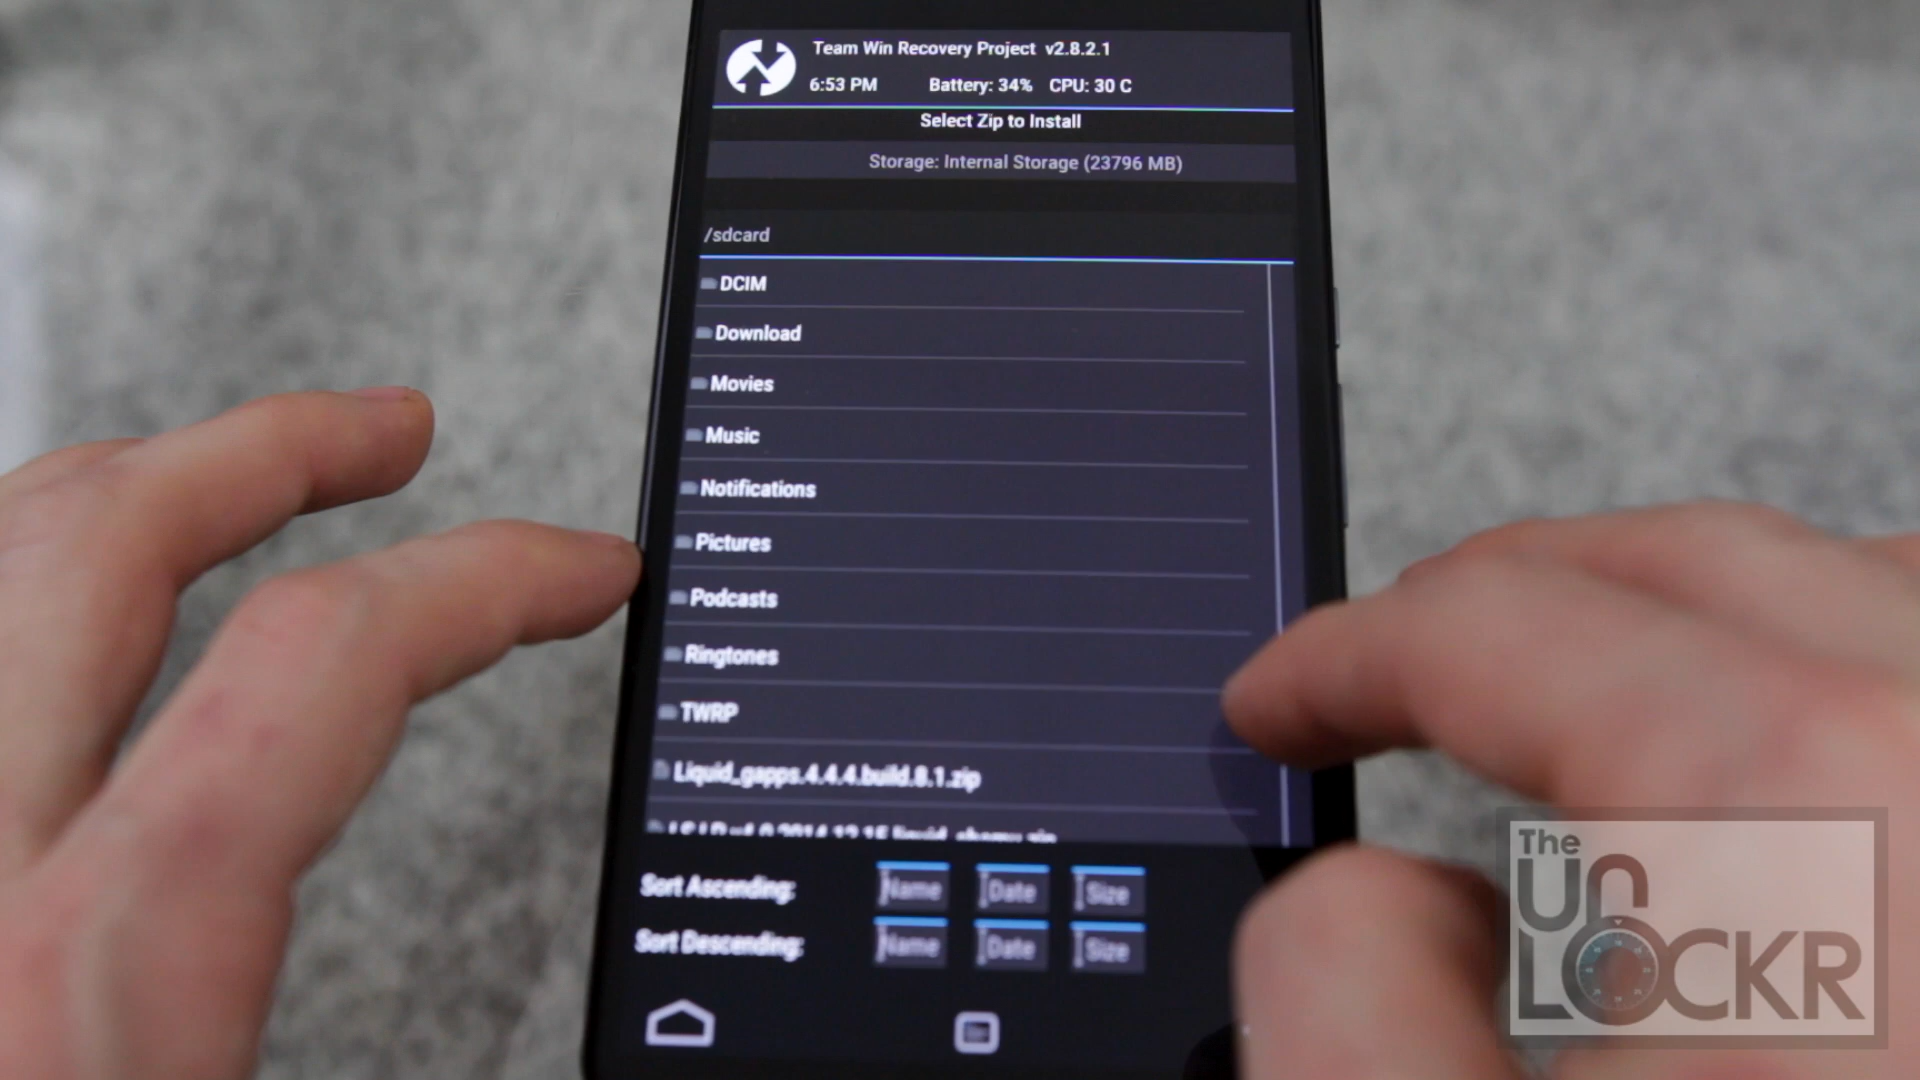 Team Win Recovery Project v2.8.2.1
6:53 PM Battery: 34% CPU: 30 C
Select Zip to Install
Storage: Internal Storage (23796 MB)
/sdcard
DCIM
Download
Movies
Music
Notifications
Pictures
Podcasts
Ringtones
TWRP
Liquid_gapps.4.4.4.build.8.1.zip
Sort Ascending: Name Date Size
Sort Descending: Name Date Size
The
UN
LOCKR